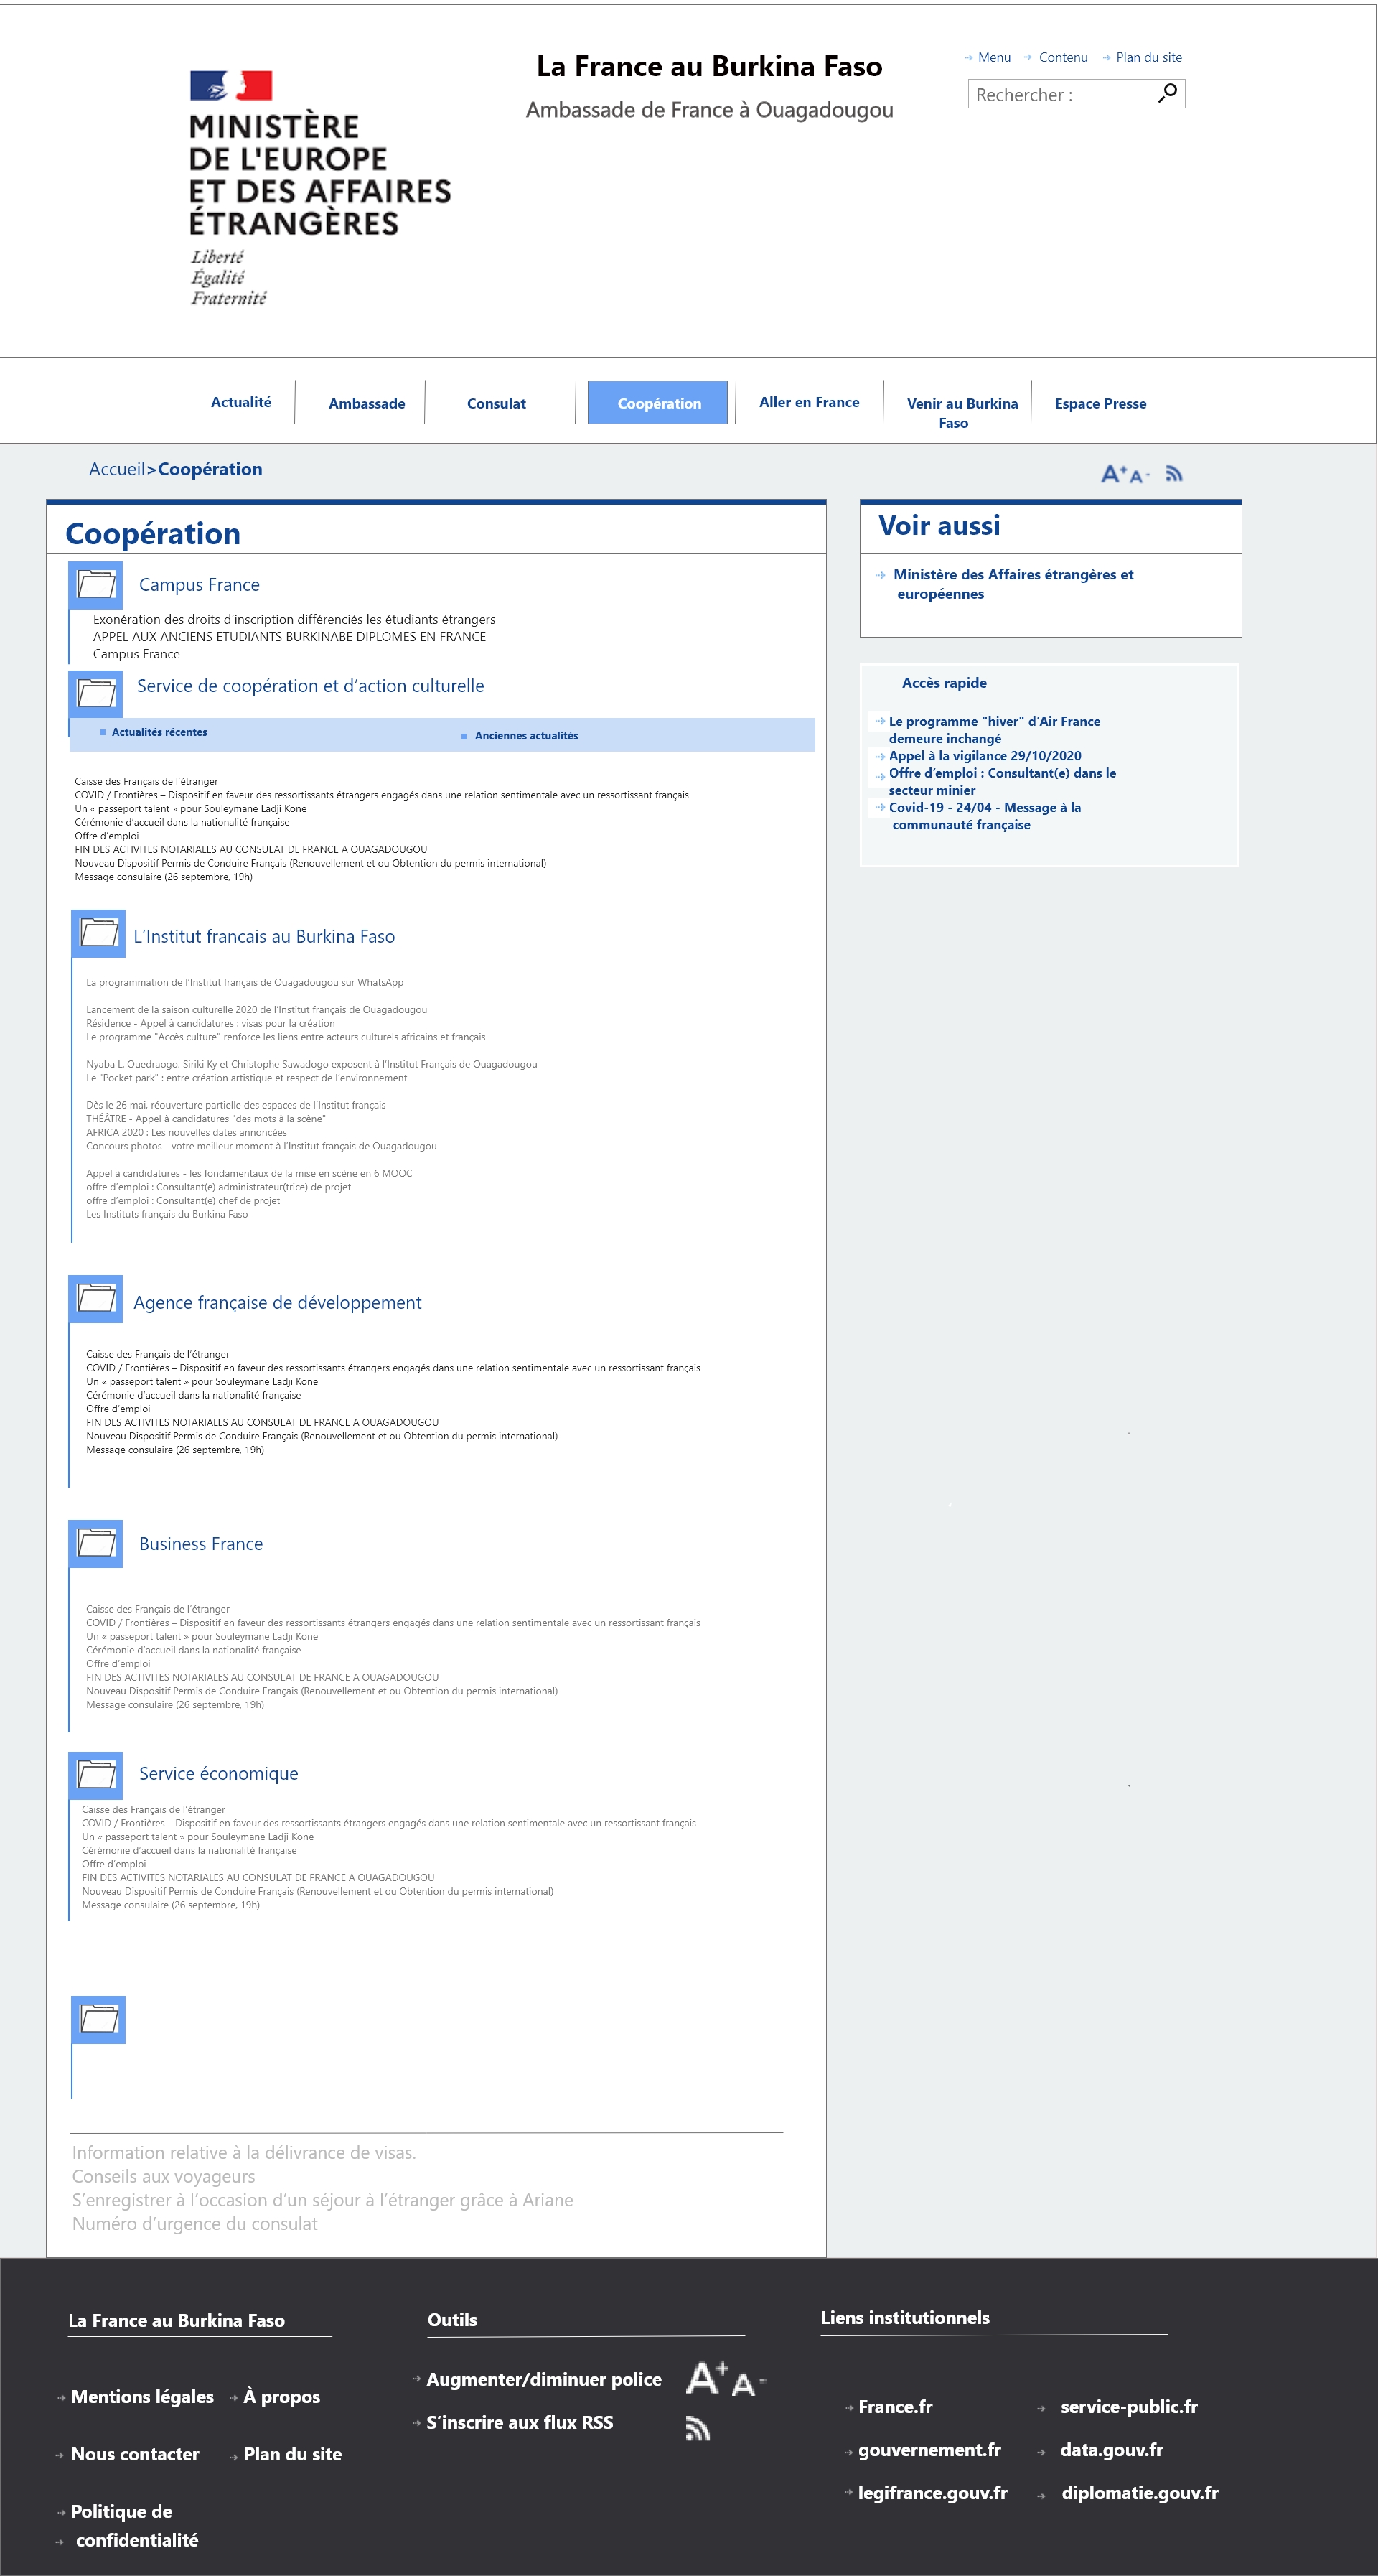 La France au Burkina Faso
Ambassade de France à Ouagadougou
Menu
Contenu
Plan du site
Rechercher :
MINISTÈRE
DE L'EUROPE
ET DES AFFAIRES
ÉTRANGÈRES
Liberté
Égalité
Fraternité
Actualité
Ambassade
Consulat
Coopération
Aller en France
Venir au Burkina
Faso
Espace Presse
Accueil>Coopération
A+ A-
Coopération
Campus France
Exonération des droits d’inscription différenciés les étudiants étrangers
APPEL AUX ANCIENS ETUDIANTS BURKINABE DIPLOMES EN FRANCE
Campus France
Service de coopération et d’action culturelle
Actualités récentes
Anciennes actualités
Caisse des Français de l’étranger
COVID / Frontières – Dispositif en faveur des ressortissants étrangers engagés dans une relation sentimentale avec un ressortissant français
Un « passeport talent » pour Souleymane Ladji Kone
Cérémonie d’accueil dans la nationalité française
Offre d’emploi
FIN DES ACTIVITES NOTARIALES AU CONSULAT DE FRANCE A OUAGADOUGOU
Nouveau Dispositif Permis de Conduire Français (Renouvellement et ou Obtention du permis international)
Message consulaire (26 septembre, 19h)
L’Institut francais au Burkina Faso
La programmation de l’Institut français de Ouagadougou sur WhatsApp
Lancement de la saison culturelle 2020 de l’Institut français de Ouagadougou
Résidence - Appel à candidatures : visas pour la création
Le programme "Accès culture" renforce les liens entre acteurs culturels africains et français
Nyaba L. Ouedraogo, Siriki Ky et Christophe Sawadogo exposent à l’Institut Français de Ouagadougou
Le "Pocket park" : entre création artistique et respect de l’environnement
Dès le 26 mai, réouverture partielle des espaces de l’Institut français
THÉÂTRE - Appel à candidatures "des mots à la scène"
AFRICA 2020 : Les nouvelles dates annoncées
Concours photos - votre meilleur moment à l’Institut français de Ouagadougou
Appel à candidatures - les fondamentaux de la mise en scène en 6 MOOC
offre d’emploi : Consultant(e) administrateur(trice) de projet
offre d’emploi : Consultant(e) chef de projet
Les Instituts français du Burkina Faso
Agence française de développement
Caisse des Français de l’étranger
COVID / Frontières – Dispositif en faveur des ressortissants étrangers engagés dans une relation sentimentale avec un ressortissant français
Un « passeport talent » pour Souleymane Ladji Kone
Cérémonie d’accueil dans la nationalité française
Offre d’emploi
FIN DES ACTIVITES NOTARIALES AU CONSULAT DE FRANCE A OUAGADOUGOU
Nouveau Dispositif Permis de Conduire Français (Renouvellement et ou Obtention du permis international)
Message consulaire (26 septembre, 19h)
Business France
Caisse des Français de l’étranger
COVID / Frontières – Dispositif en faveur des ressortissants étrangers engagés dans une relation sentimentale avec un ressortissant français
Un « passeport talent » pour Souleymane Ladji Kone
Cérémonie d’accueil dans la nationalité française
Offre d’emploi
FIN DES ACTIVITES NOTARIALES AU CONSULAT DE FRANCE A OUAGADOUGOU
Nouveau Dispositif Permis de Conduire Français (Renouvellement et ou Obtention du permis international)
Message consulaire (26 septembre, 19h)
Service économique
Caisse des Français de l’étranger
COVID / Frontières – Dispositif en faveur des ressortissants étrangers engagés dans une relation sentimentale avec un ressortissant français
Un « passeport talent » pour Souleymane Ladji Kone
Cérémonie d’accueil dans la nationalité française
Offre d’emploi
FIN DES ACTIVITES NOTARIALES AU CONSULAT DE FRANCE A OUAGADOUGOU
Nouveau Dispositif Permis de Conduire Français (Renouvellement et ou Obtention du permis international)
Message consulaire (26 septembre, 19h)
Information relative à la délivrance de visas.
Conseils aux voyageurs
S’enregistrer à l’occasion d’un séjour à l’étranger grâce à Ariane
Numéro d’urgence du consulat
Voir aussi
Ministère des Affaires étrangères et
européennes
Accès rapide
Le programme "hiver" d’Air France
demeure inchangé
Appel à la vigilance 29/10/2020
Offre d’emploi : Consultant(e) dans le
secteur minier
Covid-19 - 24/04 - Message à la
communauté française
La France au Burkina Faso
Mentions légales
À propos
Nous contacter
Plan du site
Politique de
confidentialité
Outils
Augmenter/diminuer police
A+ A-
S’inscrire aux flux RSS
Liens institutionnels
France.fr
service-public.fr
gouvernement.fr
data.gouv.fr
legifrance.gouv.fr
diplomatie.gouv.fr